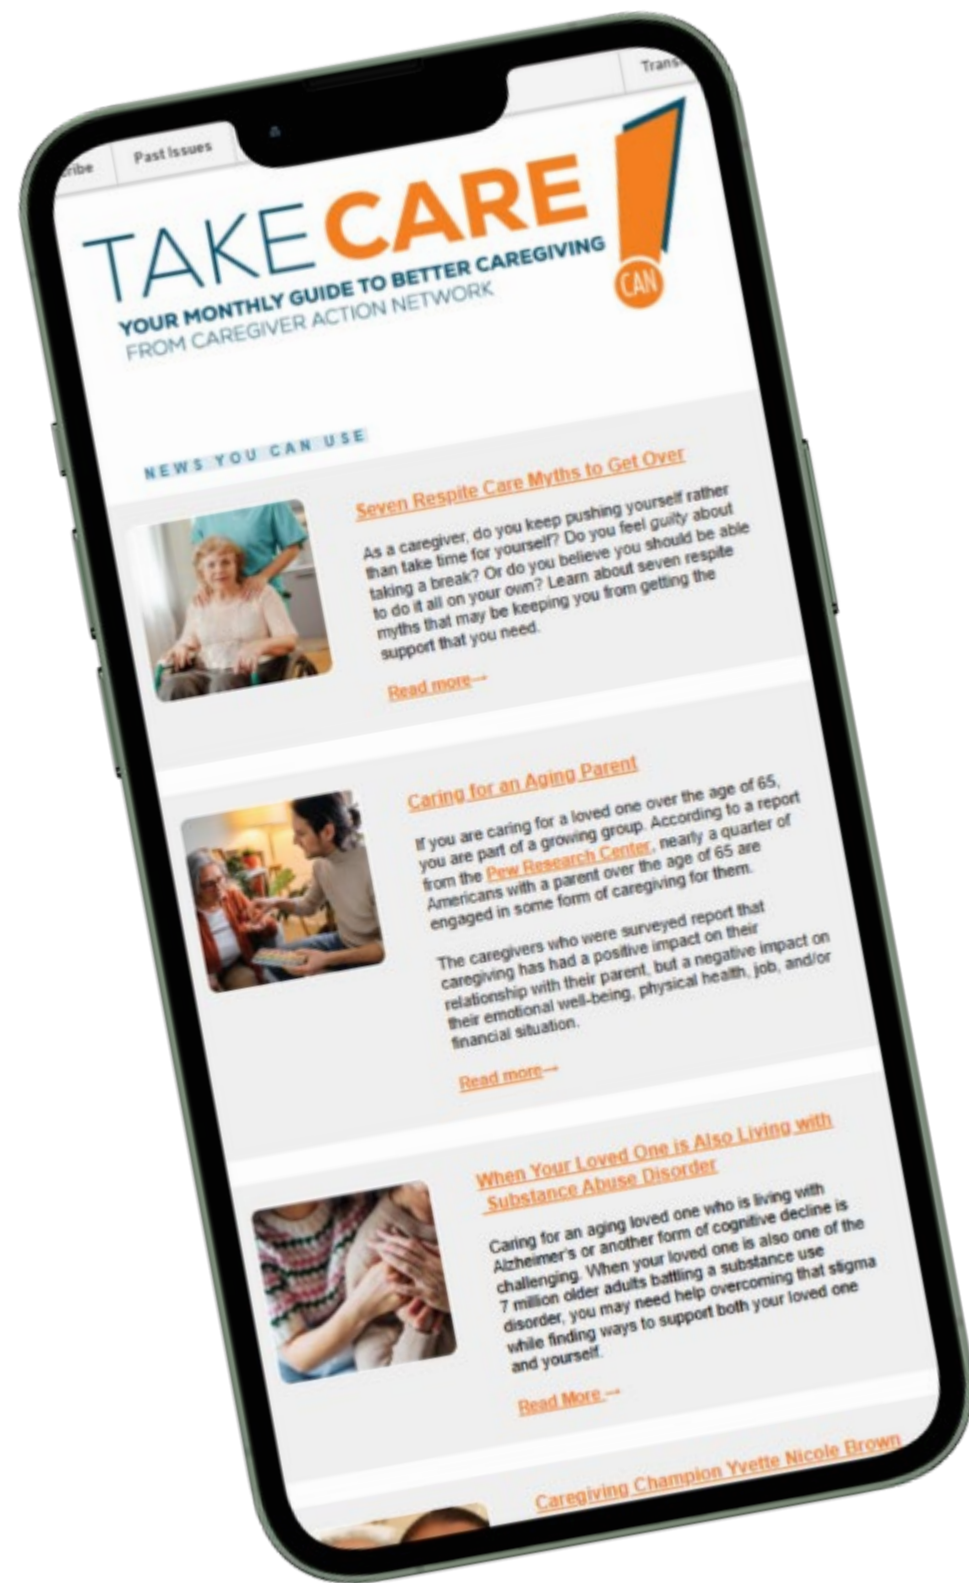 Past Issues
TAKE CARE
YOUR MONTHLY GUIDE TO BETTER CAREGIVING
FROM CAREGIVER ACTION NETWORK
CAN
NEWS YOU CAN USE
Seven Respite Care Myths to Get Over
As a caregiver, do you keep pushing yourself rather
than take time for yourself? Do you feel guilty about
taking a break? Or do you believe you should be able
to do it all on your own? Learn about seven respite
myths that may be keeping you from getting the
support that you need.
Read more→
Caring for an Aging Parent
If you are caring for a loved one over the age of 65,
you are part of a growing group. According to a report
from the Pew Research Center, nearly a quarter of
Americans with a parent over the age of 65 are
engaged in some form of caregiving for them.
The caregivers who were surveyed report that
caregiving has had a positive impact on their
relationship with their parent, but a negative impact on
their emotional well-being, physical health, job, and/or
financial situation.
Read more→
When Your Loved One is Also Living with
Substance Abuse Disorder
Caring for an aging loved one who is living with
Alzheimer's or another form of cognitive decline is
challenging. When your loved one is also one of the
7 million older adults battling a substance use
disorder, you may need help overcoming that stigma
while finding ways to support both your loved one
and yourself.
Read More →
Caregiving Champion Yvette Nicole Brown